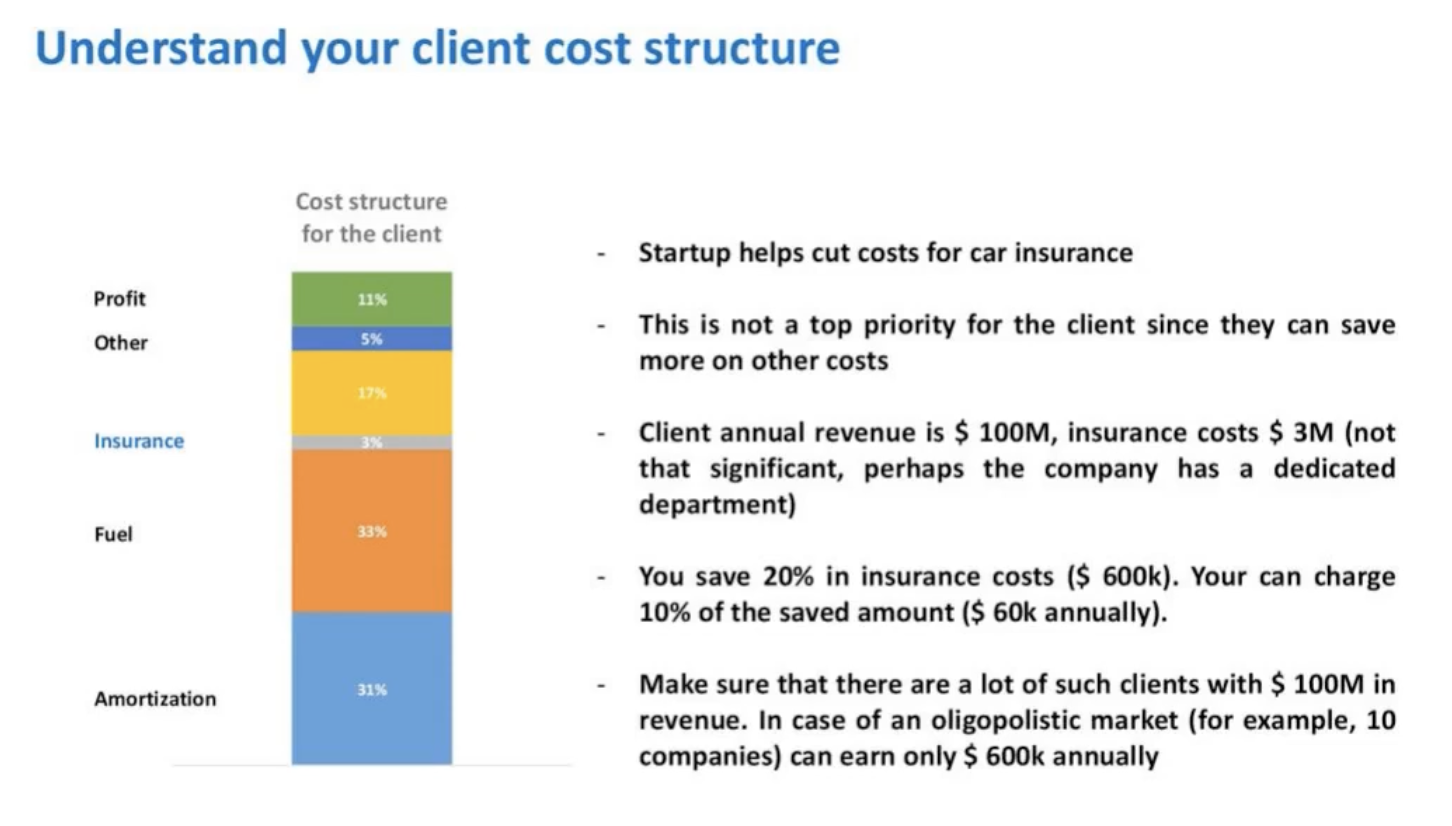 Understand your client cost structure
Cost structure
for the client
Profit
11%
Other
5%
17%
Insurance
3%
Fuel
33%
Amortization
31%
- Startup helps cut costs for car insurance
- This is not a top priority for the client since they can save
more on other costs
- Client annual revenue is $ 100M, insurance costs $ 3M (not
that significant, perhaps the company has a dedicated
department)
- You save 20% in insurance costs ($ 600k). Your can charge
10% of the saved amount ($ 60k annually).
- Make sure that there are a lot of such clients with $ 100M in
revenue. In case of an oligopolistic market (for example, 10
companies) can earn only $ 600k annually